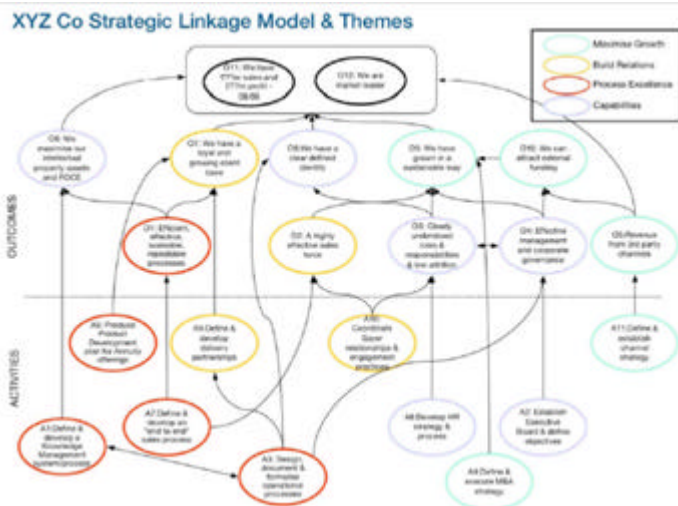 XYZ Co Strategic Linkage Model & Themes
Maximise Growth
Build Relations
Process Excellence
Capabilities
O11: We have
sales and
profit -
O12: We are
market leader
O6: We
maximise our
intellectual
property assets
and
O7: We have a
loyal and
growing client
base
O8: We have a
clear defined
identity
O9: We have
grown in a
sustainable way
O10: We can
attract external
funding
OUTCOMES
O1: Efficient,
effective,
scalable,
repeatable
processes
O2: A highly
effective sales
force
O3: Clearly
understood
roles &
responsibilities
& low attrition
O4: Effective
management
and corporate
governance
O5: Revenue
from 3rd party
channels
ACTIVITIES
Produce
Product
Development
plan for Annuity
offerings
Define &
develop
delivery
partnerships
Coordinate
relationships &
engagement
A11: Define &
establish
channel
strategy
A1: Define &
develop a
Knowledge
Management
system/process
A7: Define &
develop an
"end to end"
sales process
A3: Design,
document &
formalise
operational
processes
Develop HR
strategy &
process
A2: Establish
Executive
Board & define
objectives
Define &
execute M&A
strategy